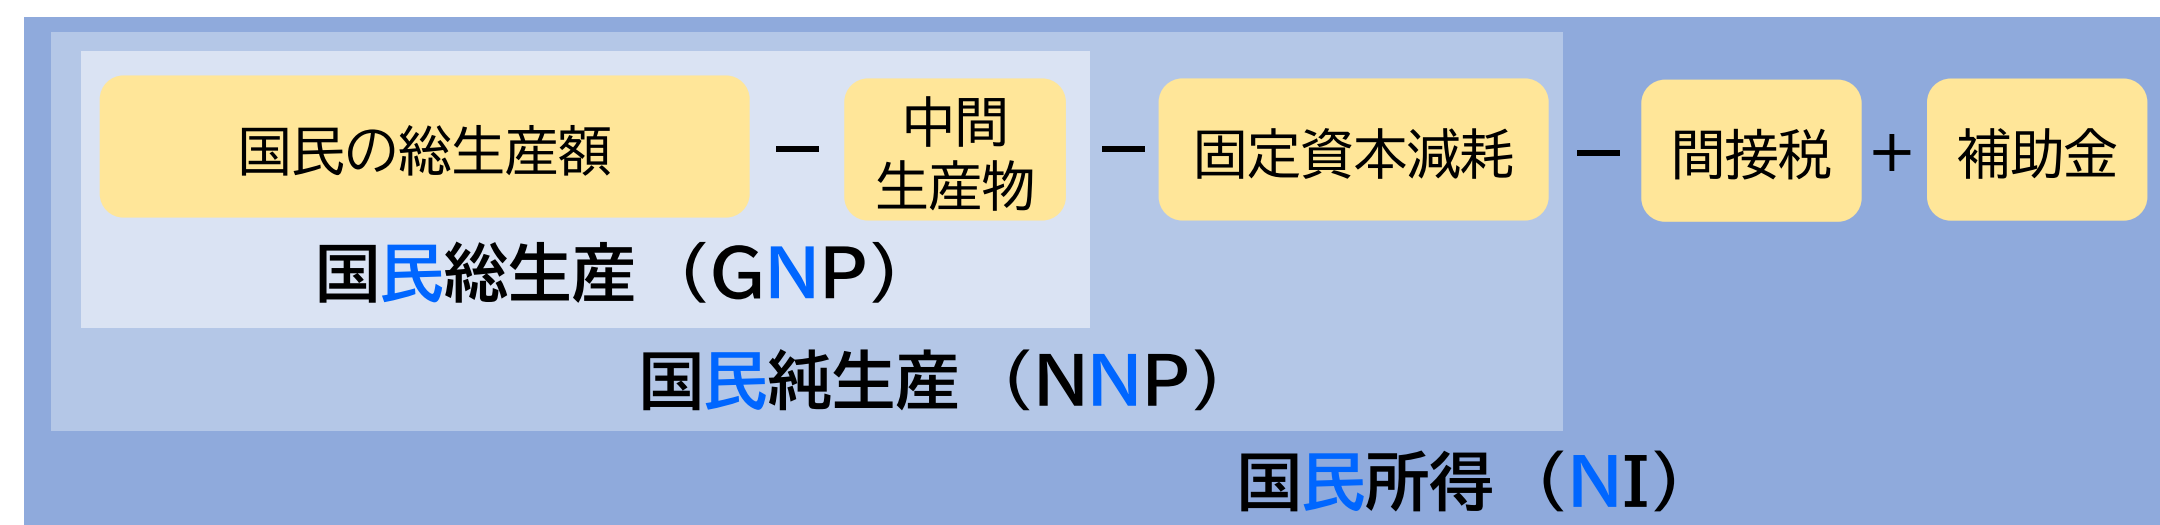 国民の総生産額 － 中間生産物 － 固定資本減耗 － 間接税 ＋ 補助金
国民総生産（GNP）
国民純生産（NNP）
国民所得（NI）